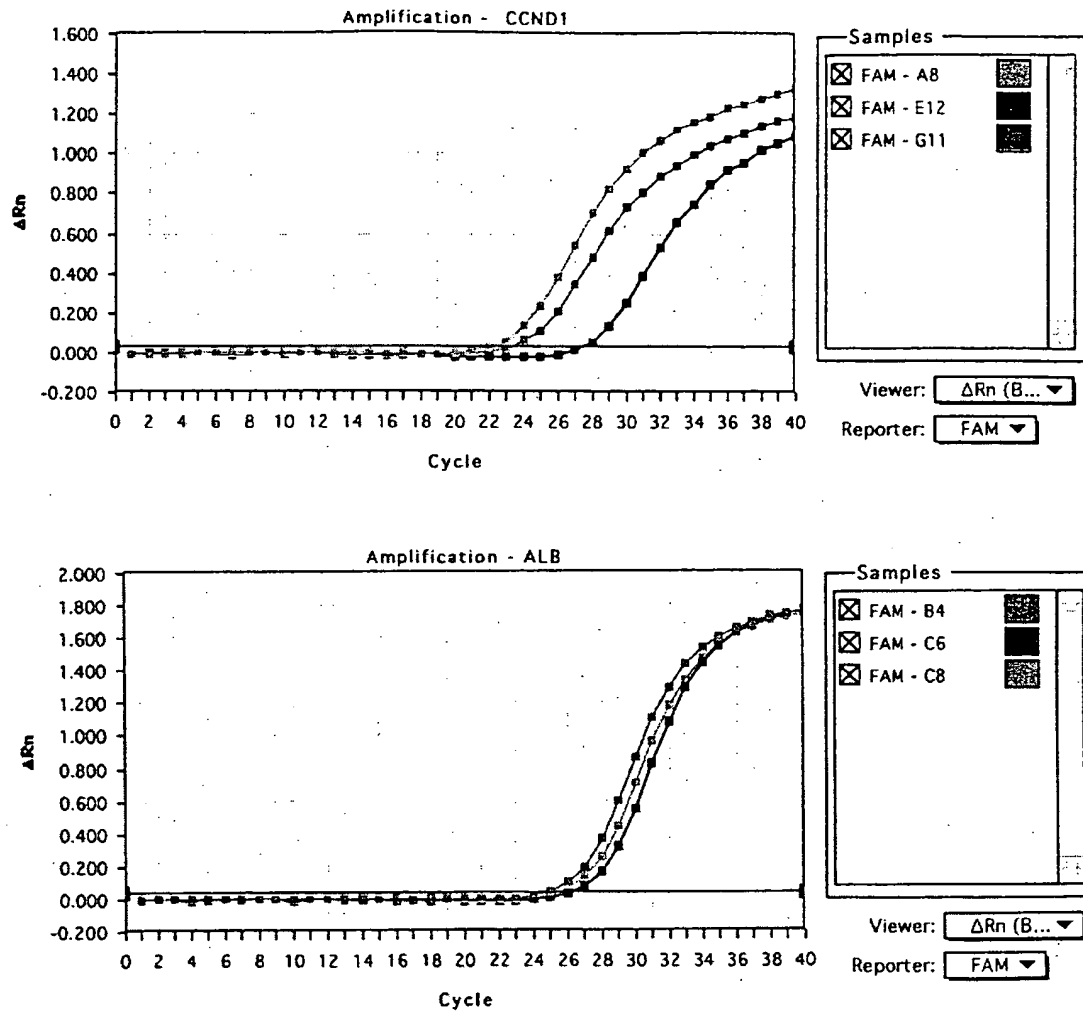 Amplification - CCND1
1.600
1.400
1.200
1.000
0.800
0.600
0.400
0.200
0.000
-0.200
ΔRn
0 2 4 6 8 10 12 14 16 18 20 22 24 26 28 30 32 34 36 38 40
Cycle
Samples
FAM - A8
FAM - E12
FAM - G11
Viewer: ΔRn (B...
Reporter: FAM
Amplification - ALB
2.000
1.800
1.600
1.400
1.200
1.000
0.800
0.600
0.400
0.200
0.000
-0.200
ΔRn
0 2 4 6 8 10 12 14 16 18 20 22 24 26 28 30 32 34 36 38 40
Cycle
Samples
FAM - B4
FAM - C6
FAM - C8
Viewer: ΔRn (B...
Reporter: FAM